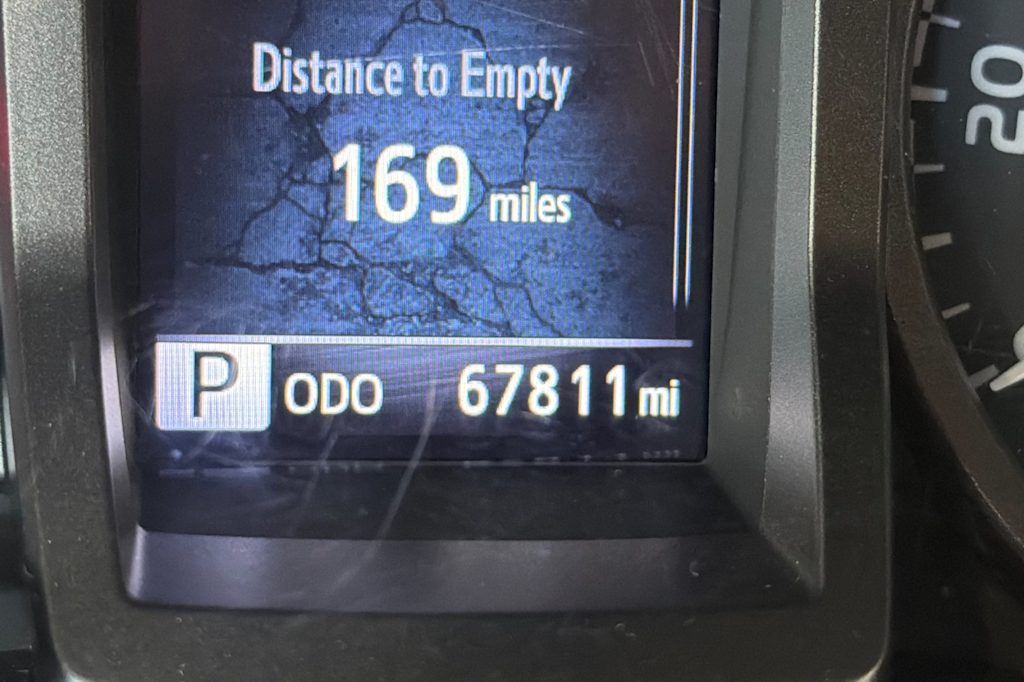 Distance to Empty
169 miles
P ODO 67811 mi
20